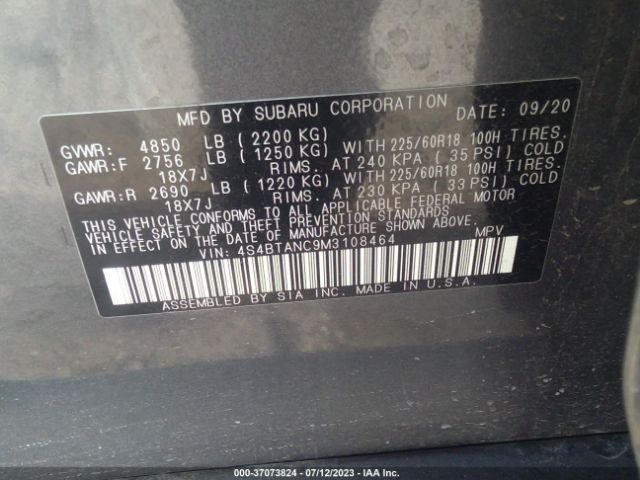 MFD BY SUBARU CORPORATION DATE: 09/20
GVWR: 4850 LB (2200 KG)
GAWR:F 2756 LB (1250 KG) WITH 225/60R18 100H TIRES.
18X7J RIMS. AT 240 KPA (35 PSI) COLD
GAWR:R 2690 LB (1220 KG) WITH 225/60R18 100H TIRES.
18X7J RIMS. AT 230 KPA (33 PSI) COLD
THIS VEHICLE CONFORMS TO ALL APPLICABLE FEDERAL MOTOR
VEHICLE SAFETY AND THEFT PREVENTION STANDARDS
IN EFFECT ON THE DATE OF MANUFACTURE SHOWN ABOVE.
VIN: 4S4BTANC9M3108464 MPV
ASSEMBLED BY SIA INC. MADE IN U.S.A.
000-37073824 | 07/12/2023 | IAA Inc.